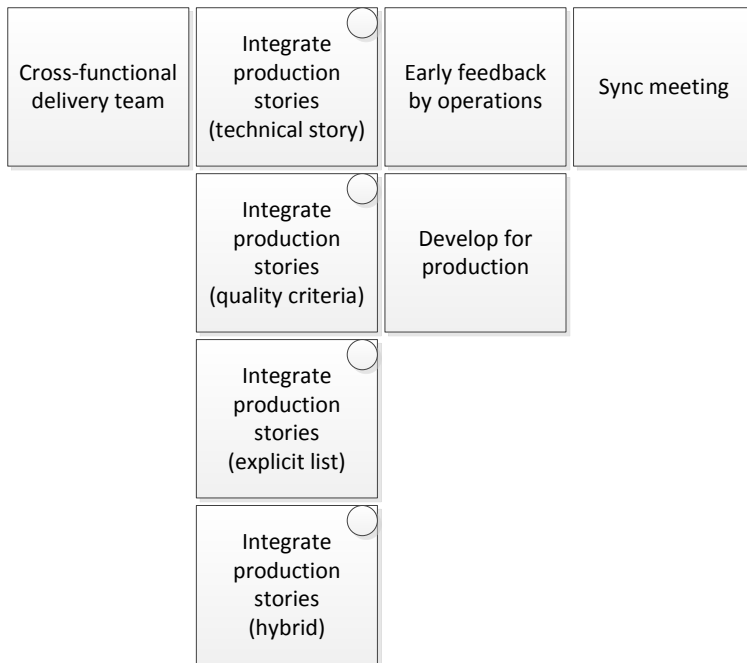 Cross-functional
delivery team
Integrate
production
stories
(technical story)
Early feedback
by operations
Sync meeting
Integrate
production
stories
(quality criteria)
Develop for
production
Integrate
production
stories
(explicit list)
Integrate
production
stories
(hybrid)